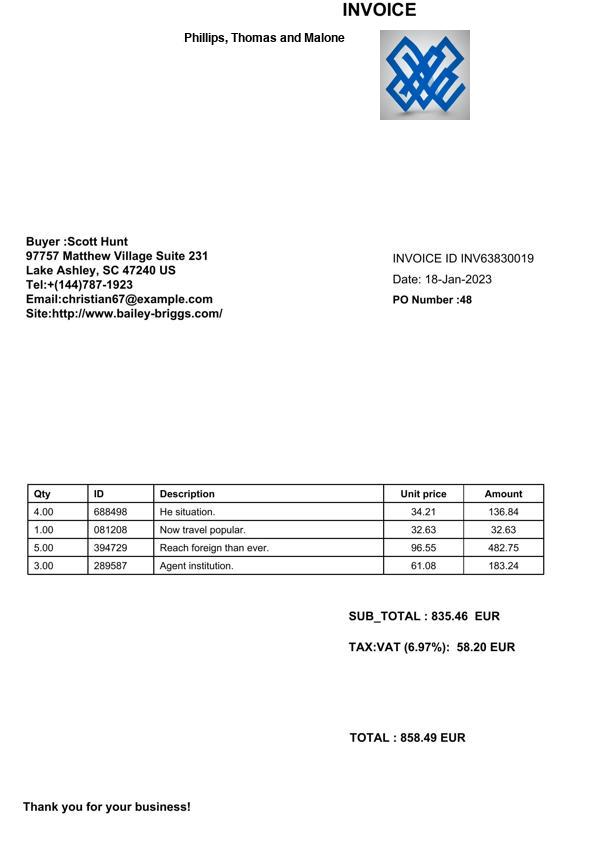 INVOICE
Phillips, Thomas and Malone
Buyer :Scott Hunt
97757 Matthew Village Suite 231
Lake Ashley, SC 47240 US
Tel:+(144)787-1923
Email:christian67@example.com
Site:http://www.bailey-briggs.com/
INVOICE ID INV63830019
Date: 18-Jan-2023
PO Number :48
Qty ID Description Unit price Amount
4.00 688498 He situation. 34.21 136.84
1.00 081208 Now travel popular. 32.63 32.63
5.00 394729 Reach foreign than ever. 96.55 482.75
3.00 289587 Agent institution. 61.08 183.24
SUB_TOTAL : 835.46 EUR
TAX:VAT (6.97%): 58.20 EUR
TOTAL : 858.49 EUR
Thank you for your business!